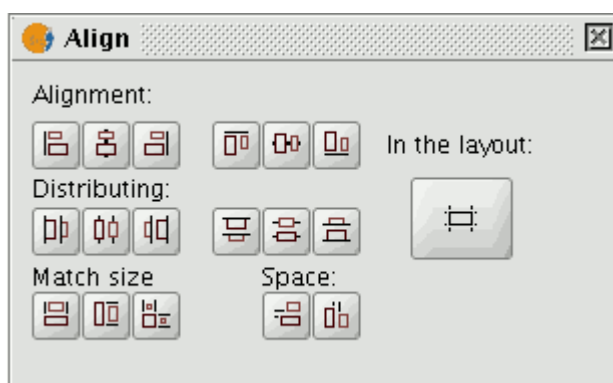 Align
Alignment:
In the layout:
Distributing:
Match size
Space: